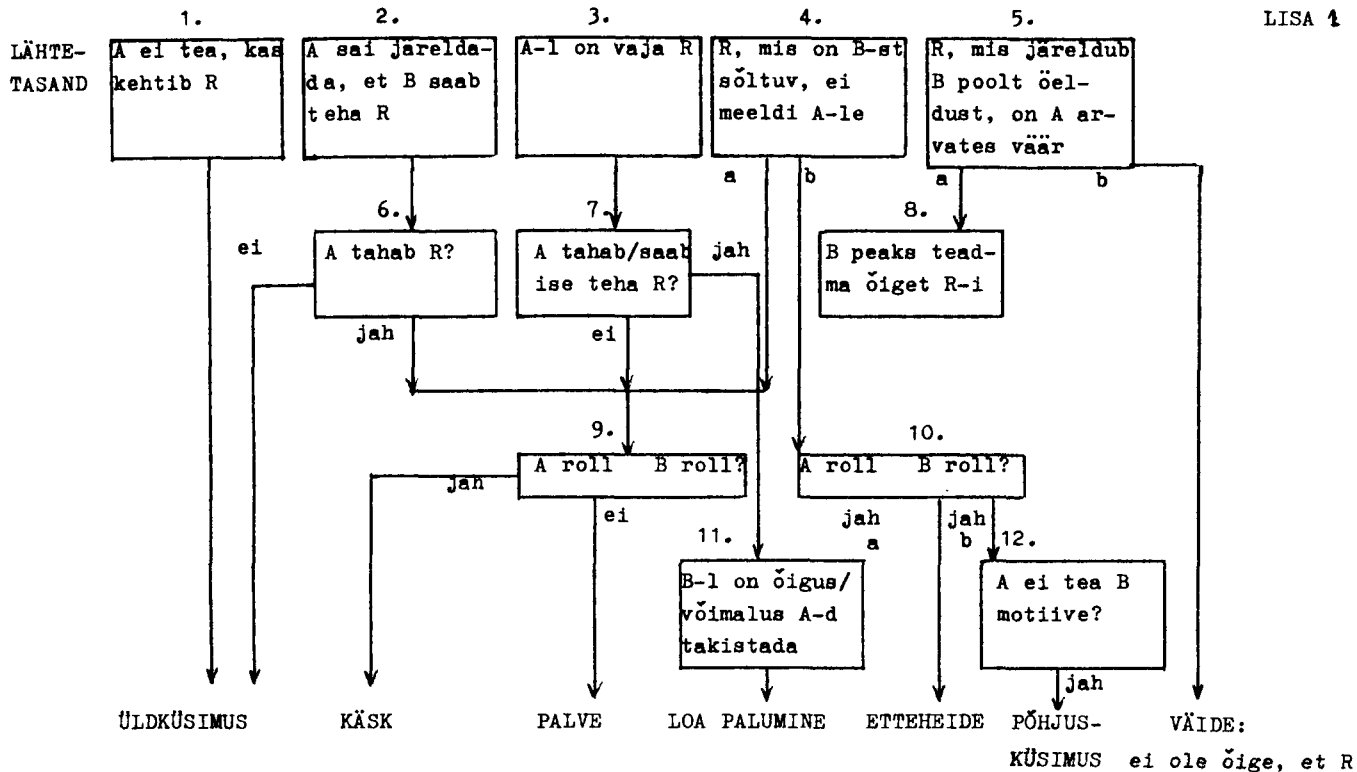 1. 2. 3. 4. 5. LISA 1
LÄHTE-
TASAND
A ei tea, kas
kehtib R
A sai järelda-
da, et B saab
teha R
A-l on vaja R
R, mis on B-st
sõltuv, ei
meeldi A-le
R, mis järeldub
B poolt öel-
dust, on A ar-
vates väär
a
b
a
b
6.
7.
8.
A tahab R?
ei
jah
A tahab/saab
ise teha R?
jah
ei
B peaks tead-
ma õiget R-i
9.
A roll B roll?
jah
ei
10.
A roll B roll?
jah
a
jah
b
11.
B-l on õigus/
võimalus A-d
takistada
12.
A ei tea B
motiive?
jah
ÜLDKÜSIMUS
KÄSK
PALVE
LOA PALUMINE
ETTEHEIDE
PÕHJUS-
KÜSIMUS
VÄIDE:
ei ole õige, et R